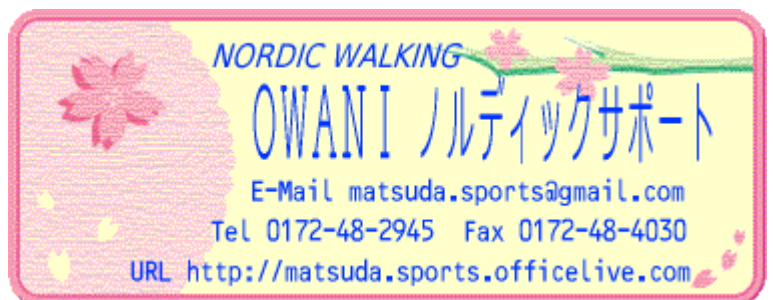 NORDIC WALKING
OWANI ノルディックサポート
E-Mail matsuda.sports@gmail.com
Tel 0172-48-2945 Fax 0172-48-4030
URL http://matsuda.sports.officelive.com